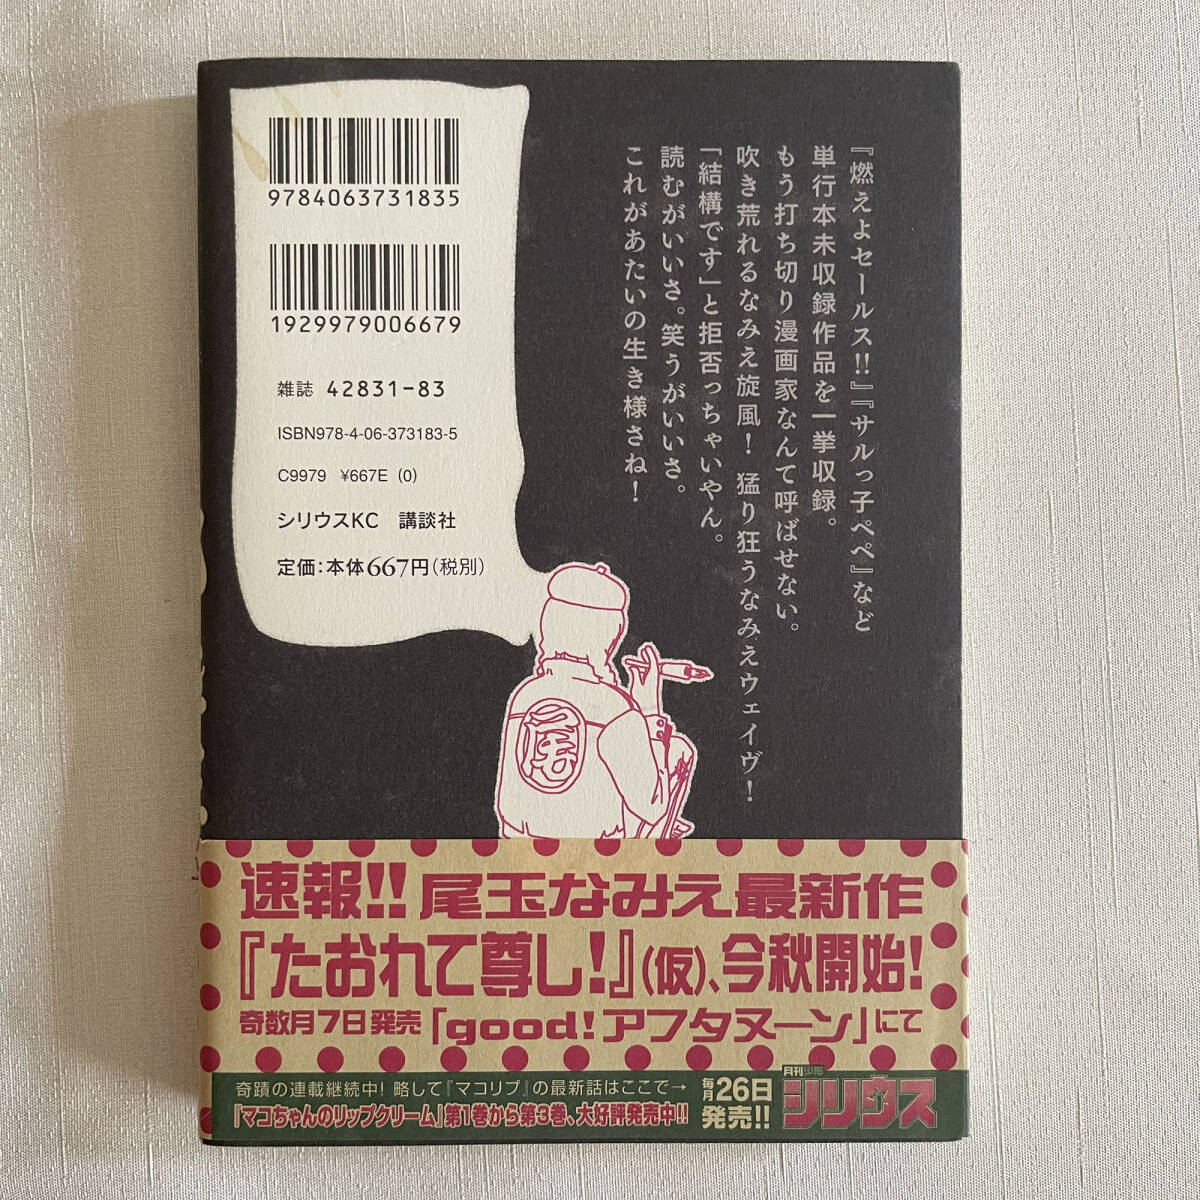 『燃えよセールス!!』『サルっ子ペペ』など
単行本未収録作品を一挙収録。
もう打ち切り漫画家なんて呼ばせない。
吹き荒れるなみえ旋風！猛り狂うなみえウェイヴ！
「結構です」と拒否っちゃいやん。
読むがいいさ。笑うがいいさ。
これがあたいの生き様さね！
9784063731835
1929979006679
雑誌 42831-83
ISBN978-4-06-373183-5
C9979 ¥667E (0)
シリウスKC 講談社
定価：本体667円（税別）
速報!! 尾玉なみえ最新作
『たおれて尊し！』（仮）、今秋開始！
奇数月7日発売「good!アフタヌーン」にて
奇蹟の連載継続中！略して『マコリプ』の最新話はここで→
『マコちゃんのリップクリーム』第1巻から第3巻、大好評発売中!!
毎月26日
発売!!
月刊少年
シリウス